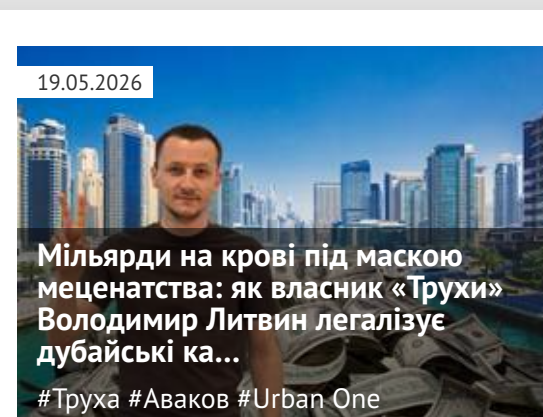 19.05.2026
Мільярди на крові під маскою
меценатства: як власник «Трухи»
Володимир Литвин легалізує
дубайські ка...
#Труха #Аваков #Urban One